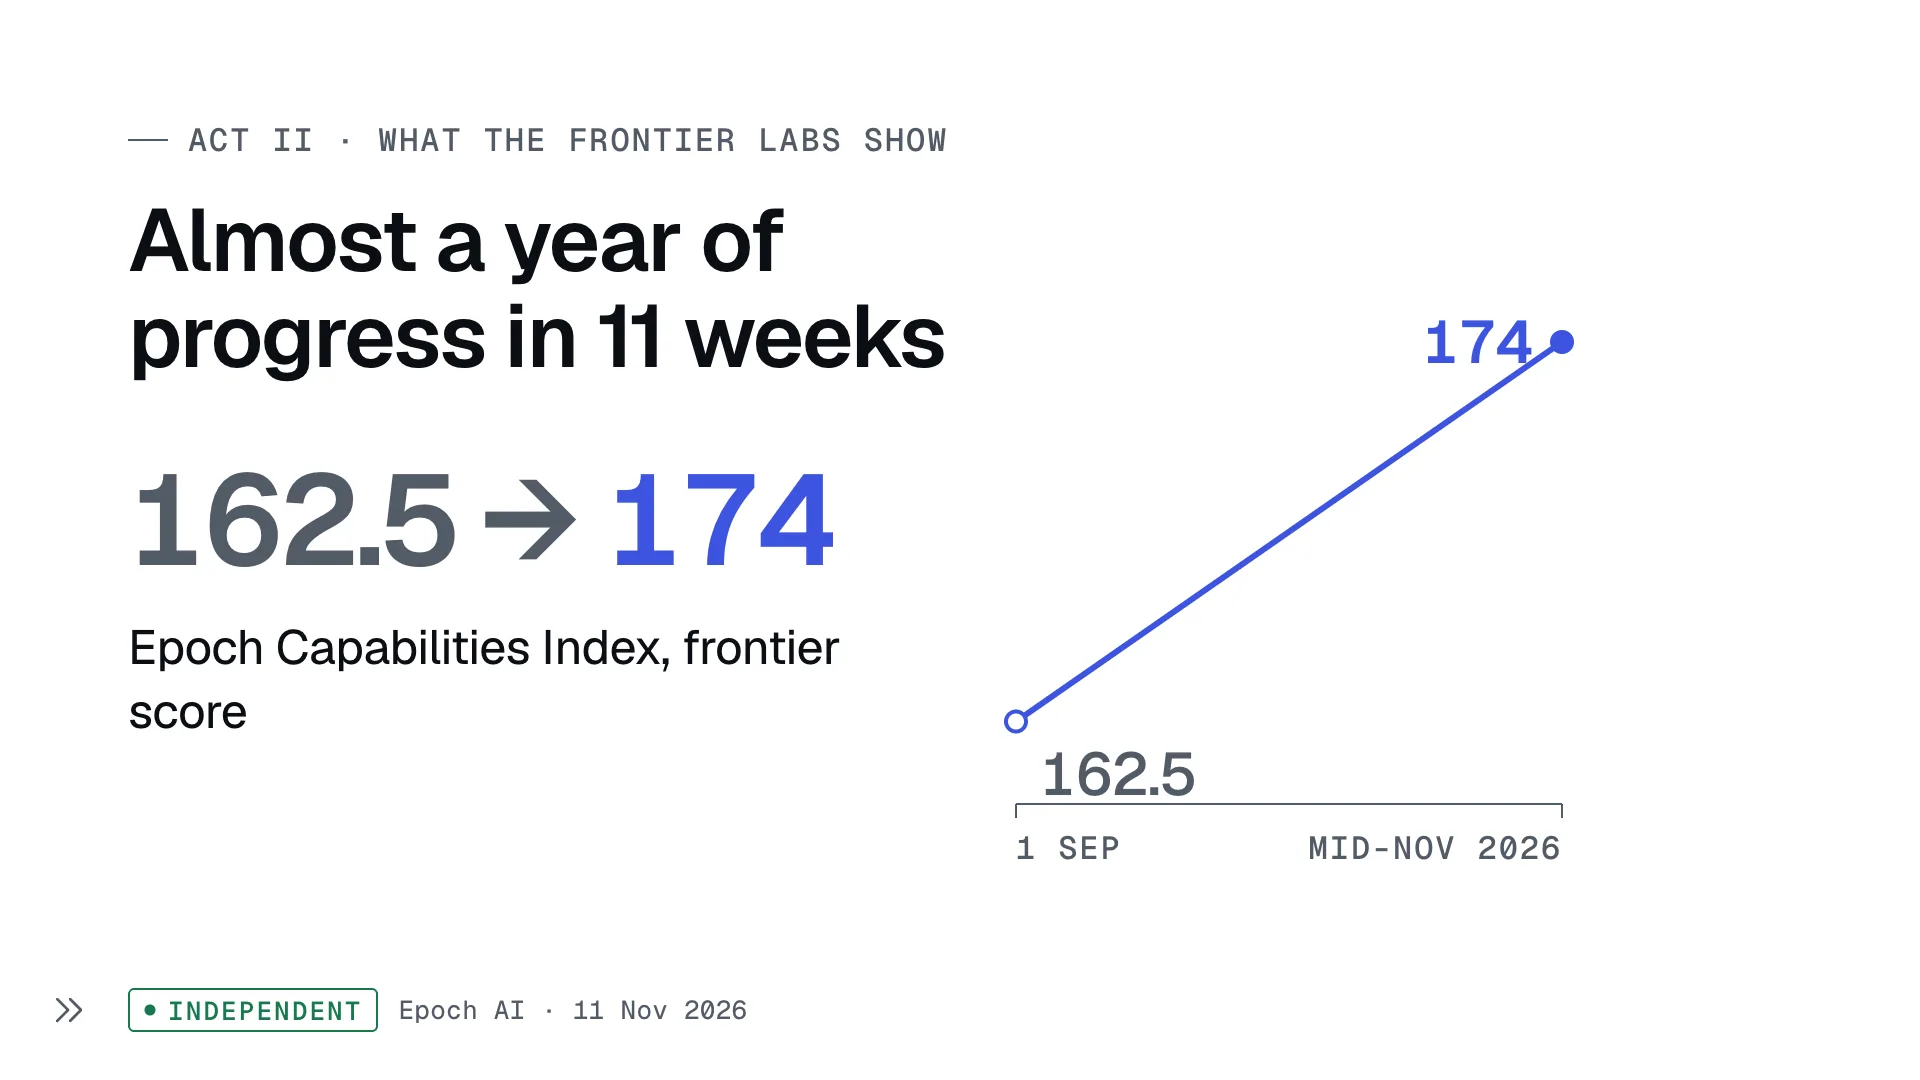 ACT II · WHAT THE FRONTIER LABS SHOW
Almost a year of
progress in 11 weeks
162.5 → 174
Epoch Capabilities Index, frontier
score
174
162.5
1 SEP
MID-NOV 2026
INDEPENDENT
Epoch AI · 11 Nov 2026